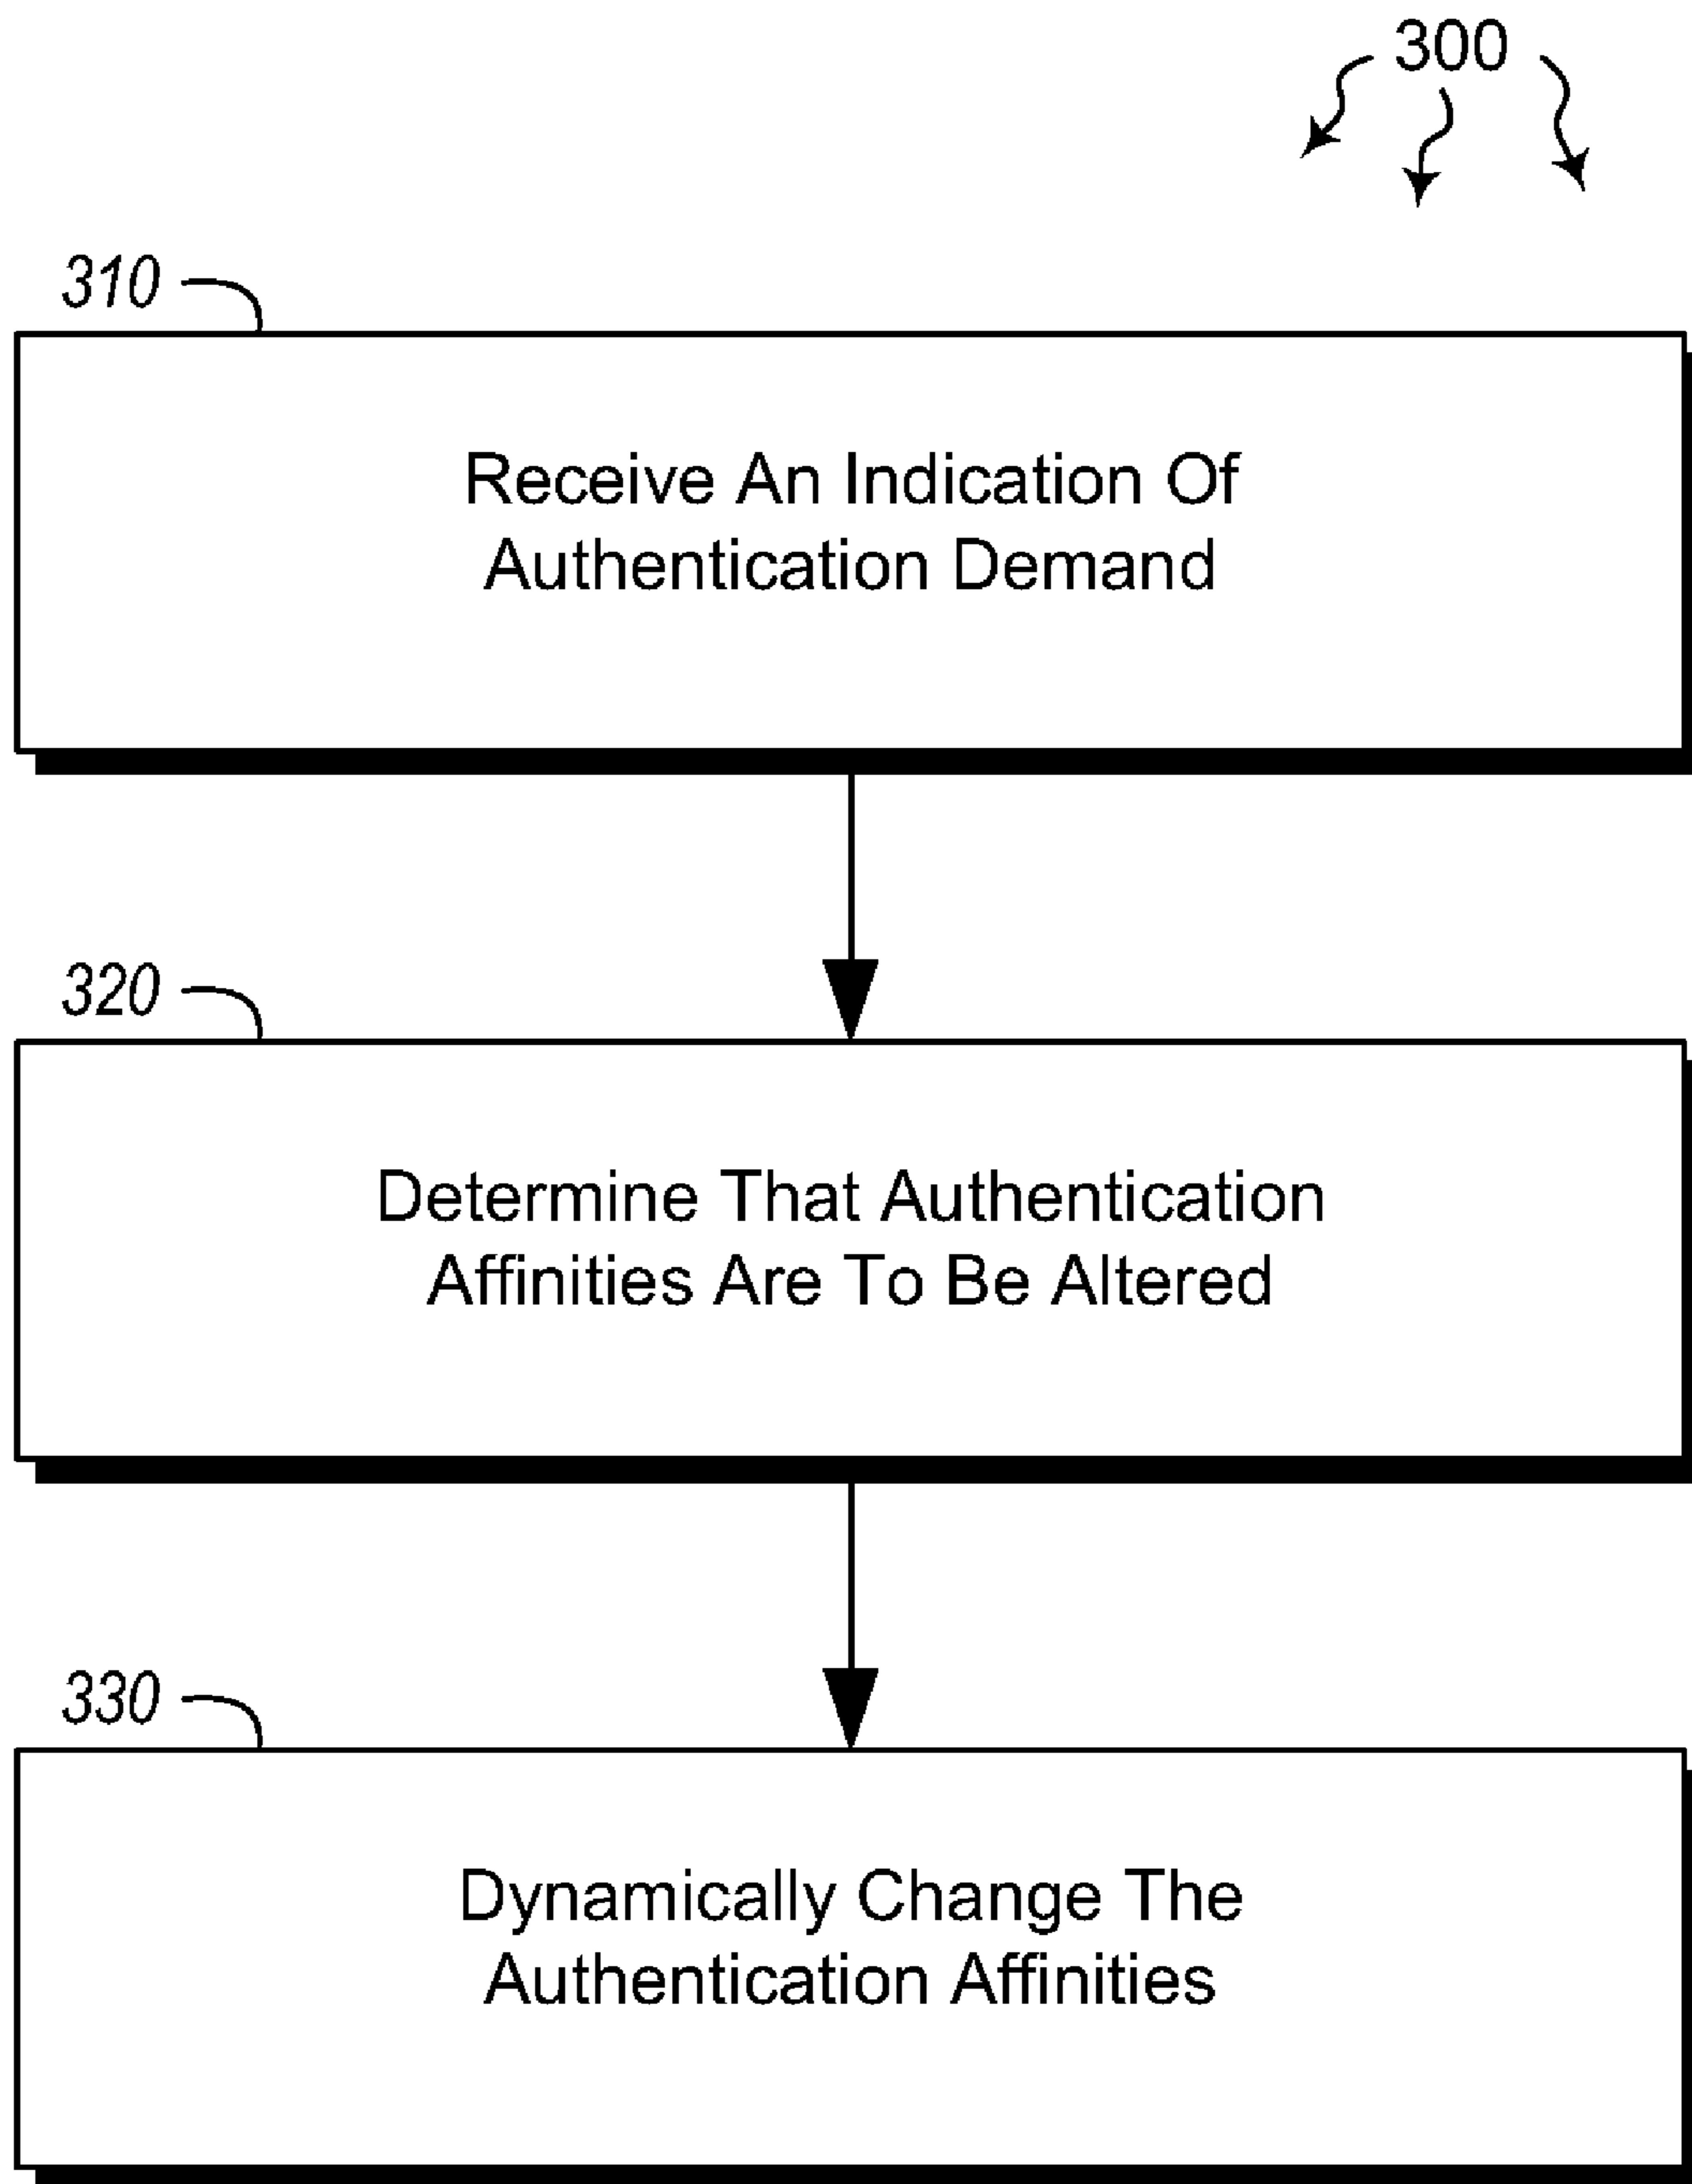 300
310
Receive An Indication Of
Authentication Demand
320
Determine That Authentication
Affinities Are To Be Altered
330
Dynamically Change The
Authentication Affinities